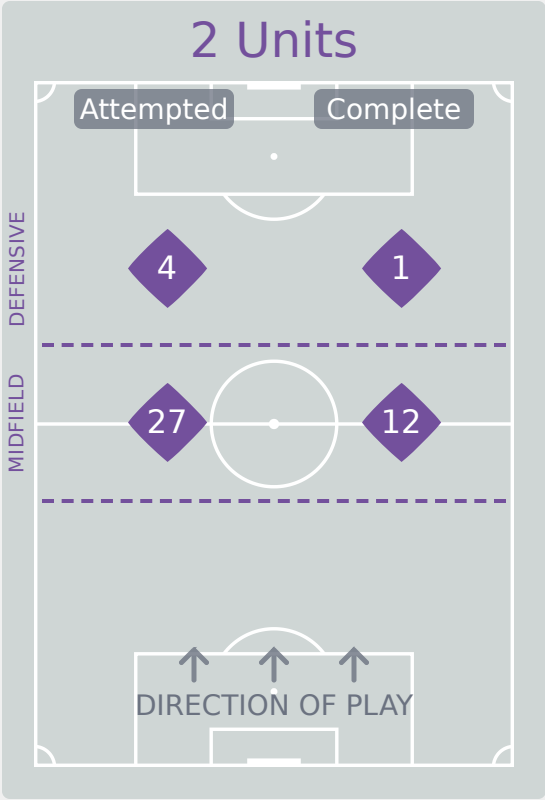 2 Units
Attempted
Complete
DEFENSIVE
4
1
MIDFIELD
27
12
DIRECTION OF PLAY